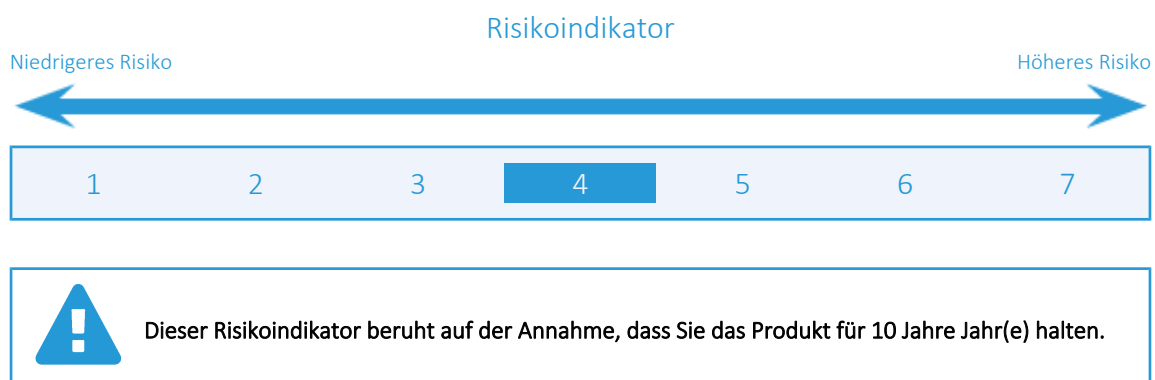 Risikoindikator
Niedrigeres Risiko Höheres Risiko
1 2 3 4 5 6 7
Dieser Risikoindikator beruht auf der Annahme, dass Sie das Produkt für 10 Jahre Jahr(e) halten.